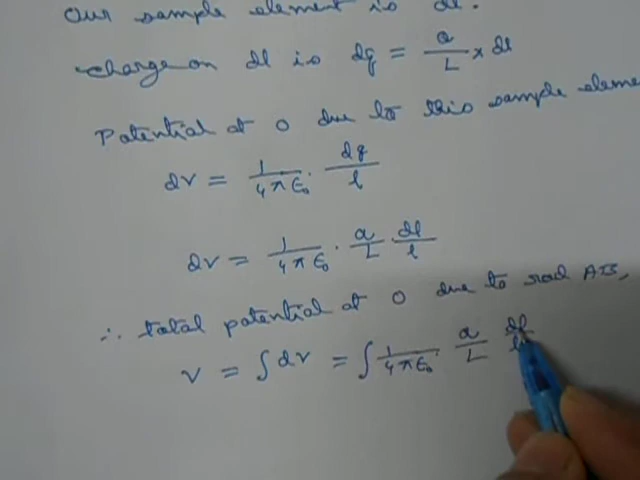 Our sample element is dl.
charge on dl is dq = Q/L × dl
Potential at O due to this sample eleme
dV = 1/4πε₀ · dq/l
dV = 1/4πε₀ · Q/L dl/l
∴ total potential at O due to rod AB,
V = ∫dV = ∫ 1/4πε₀ · Q/L dl/l